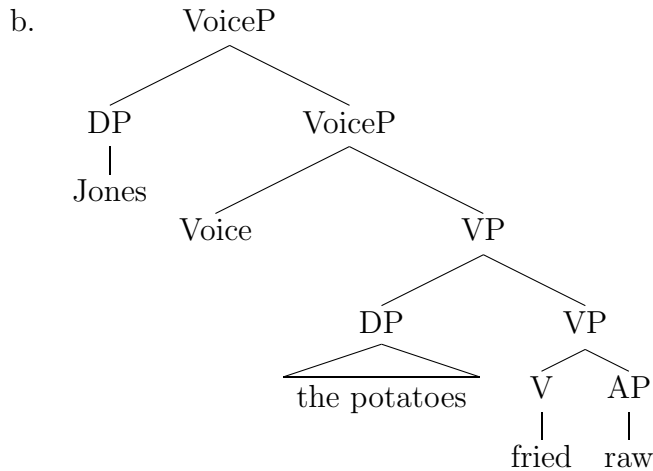 b. VoiceP
DP VoiceP
Jones
Voice VP
DP VP
the potatoes V AP
fried raw